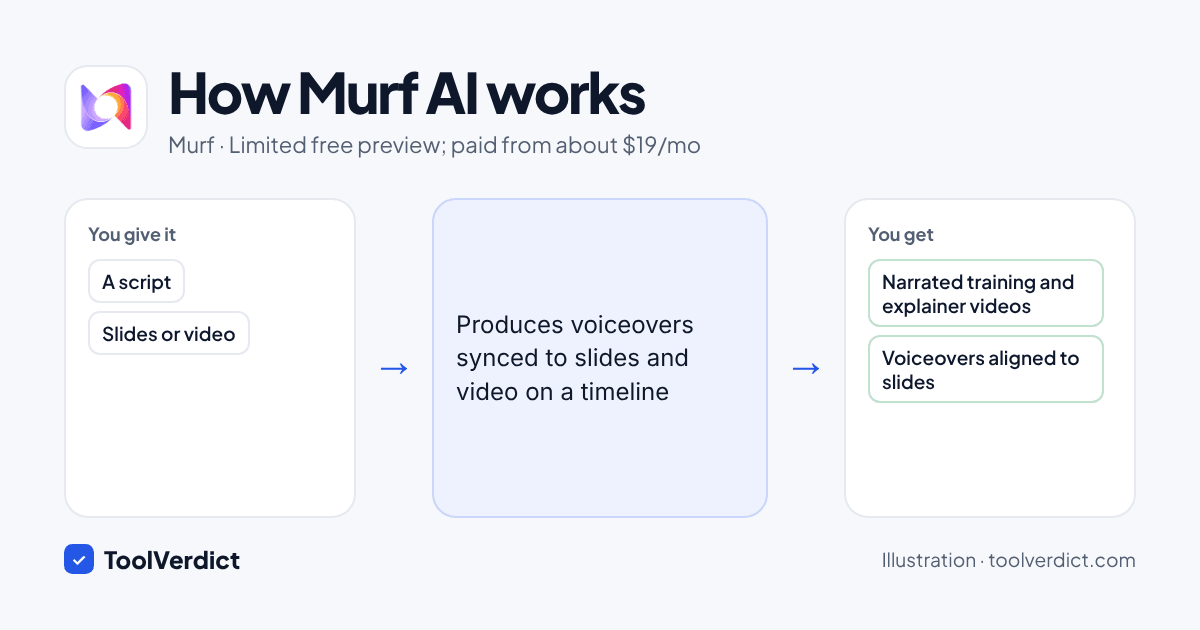 How Murf AI works
Murf · Limited free preview; paid from about $19/mo
You give it
A script
Slides or video
→
Produces voiceovers
synced to slides and
video on a timeline
→
You get
Narrated training and
explainer videos
Voiceovers aligned to
slides
ToolVerdict
Illustration · toolverdict.com